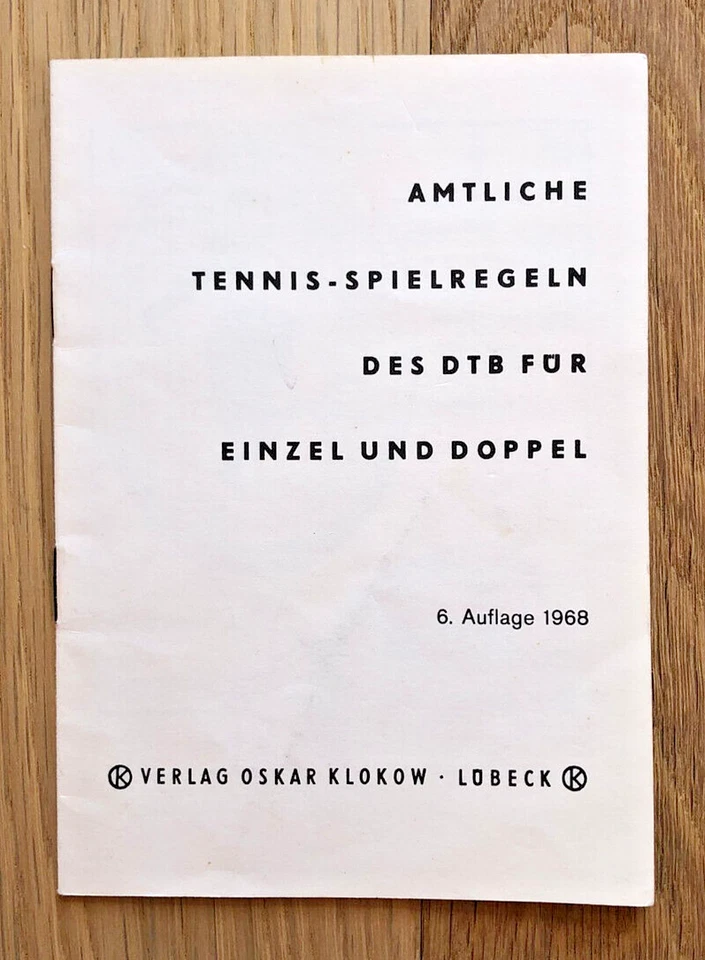 AMTLICHE
TENNIS-SPIELREGELN
DES DTB FÜR
EINZEL UND DOPPEL
6. Auflage 1968
K VERLAG OSKAR KLOKOW · LÜBECK K